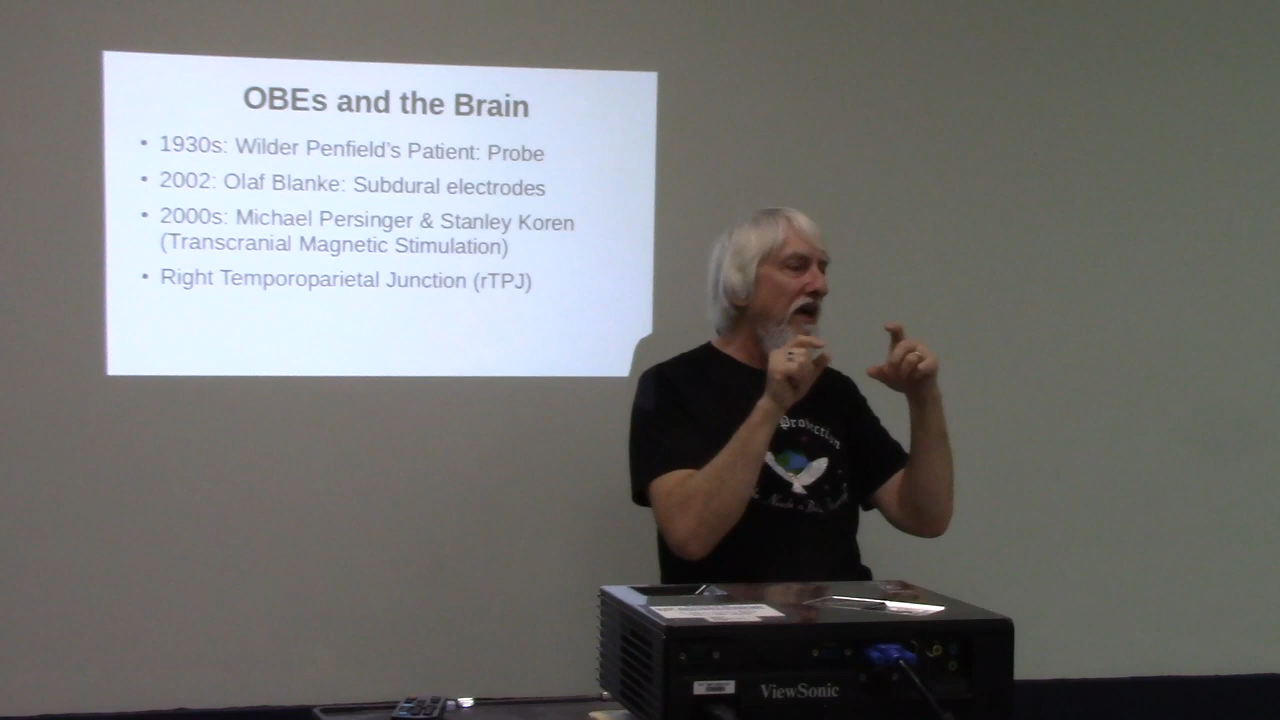 OBEs and the Brain
• 1930s: Wilder Penfield's Patient: Probe
• 2002: Olaf Blanke: Subdural electrodes
• 2000s: Michael Persinger & Stanley Koren
(Transcranial Magnetic Stimulation)
• Right Temporoparietal Junction (rTPJ)
Projection
ViewSonic